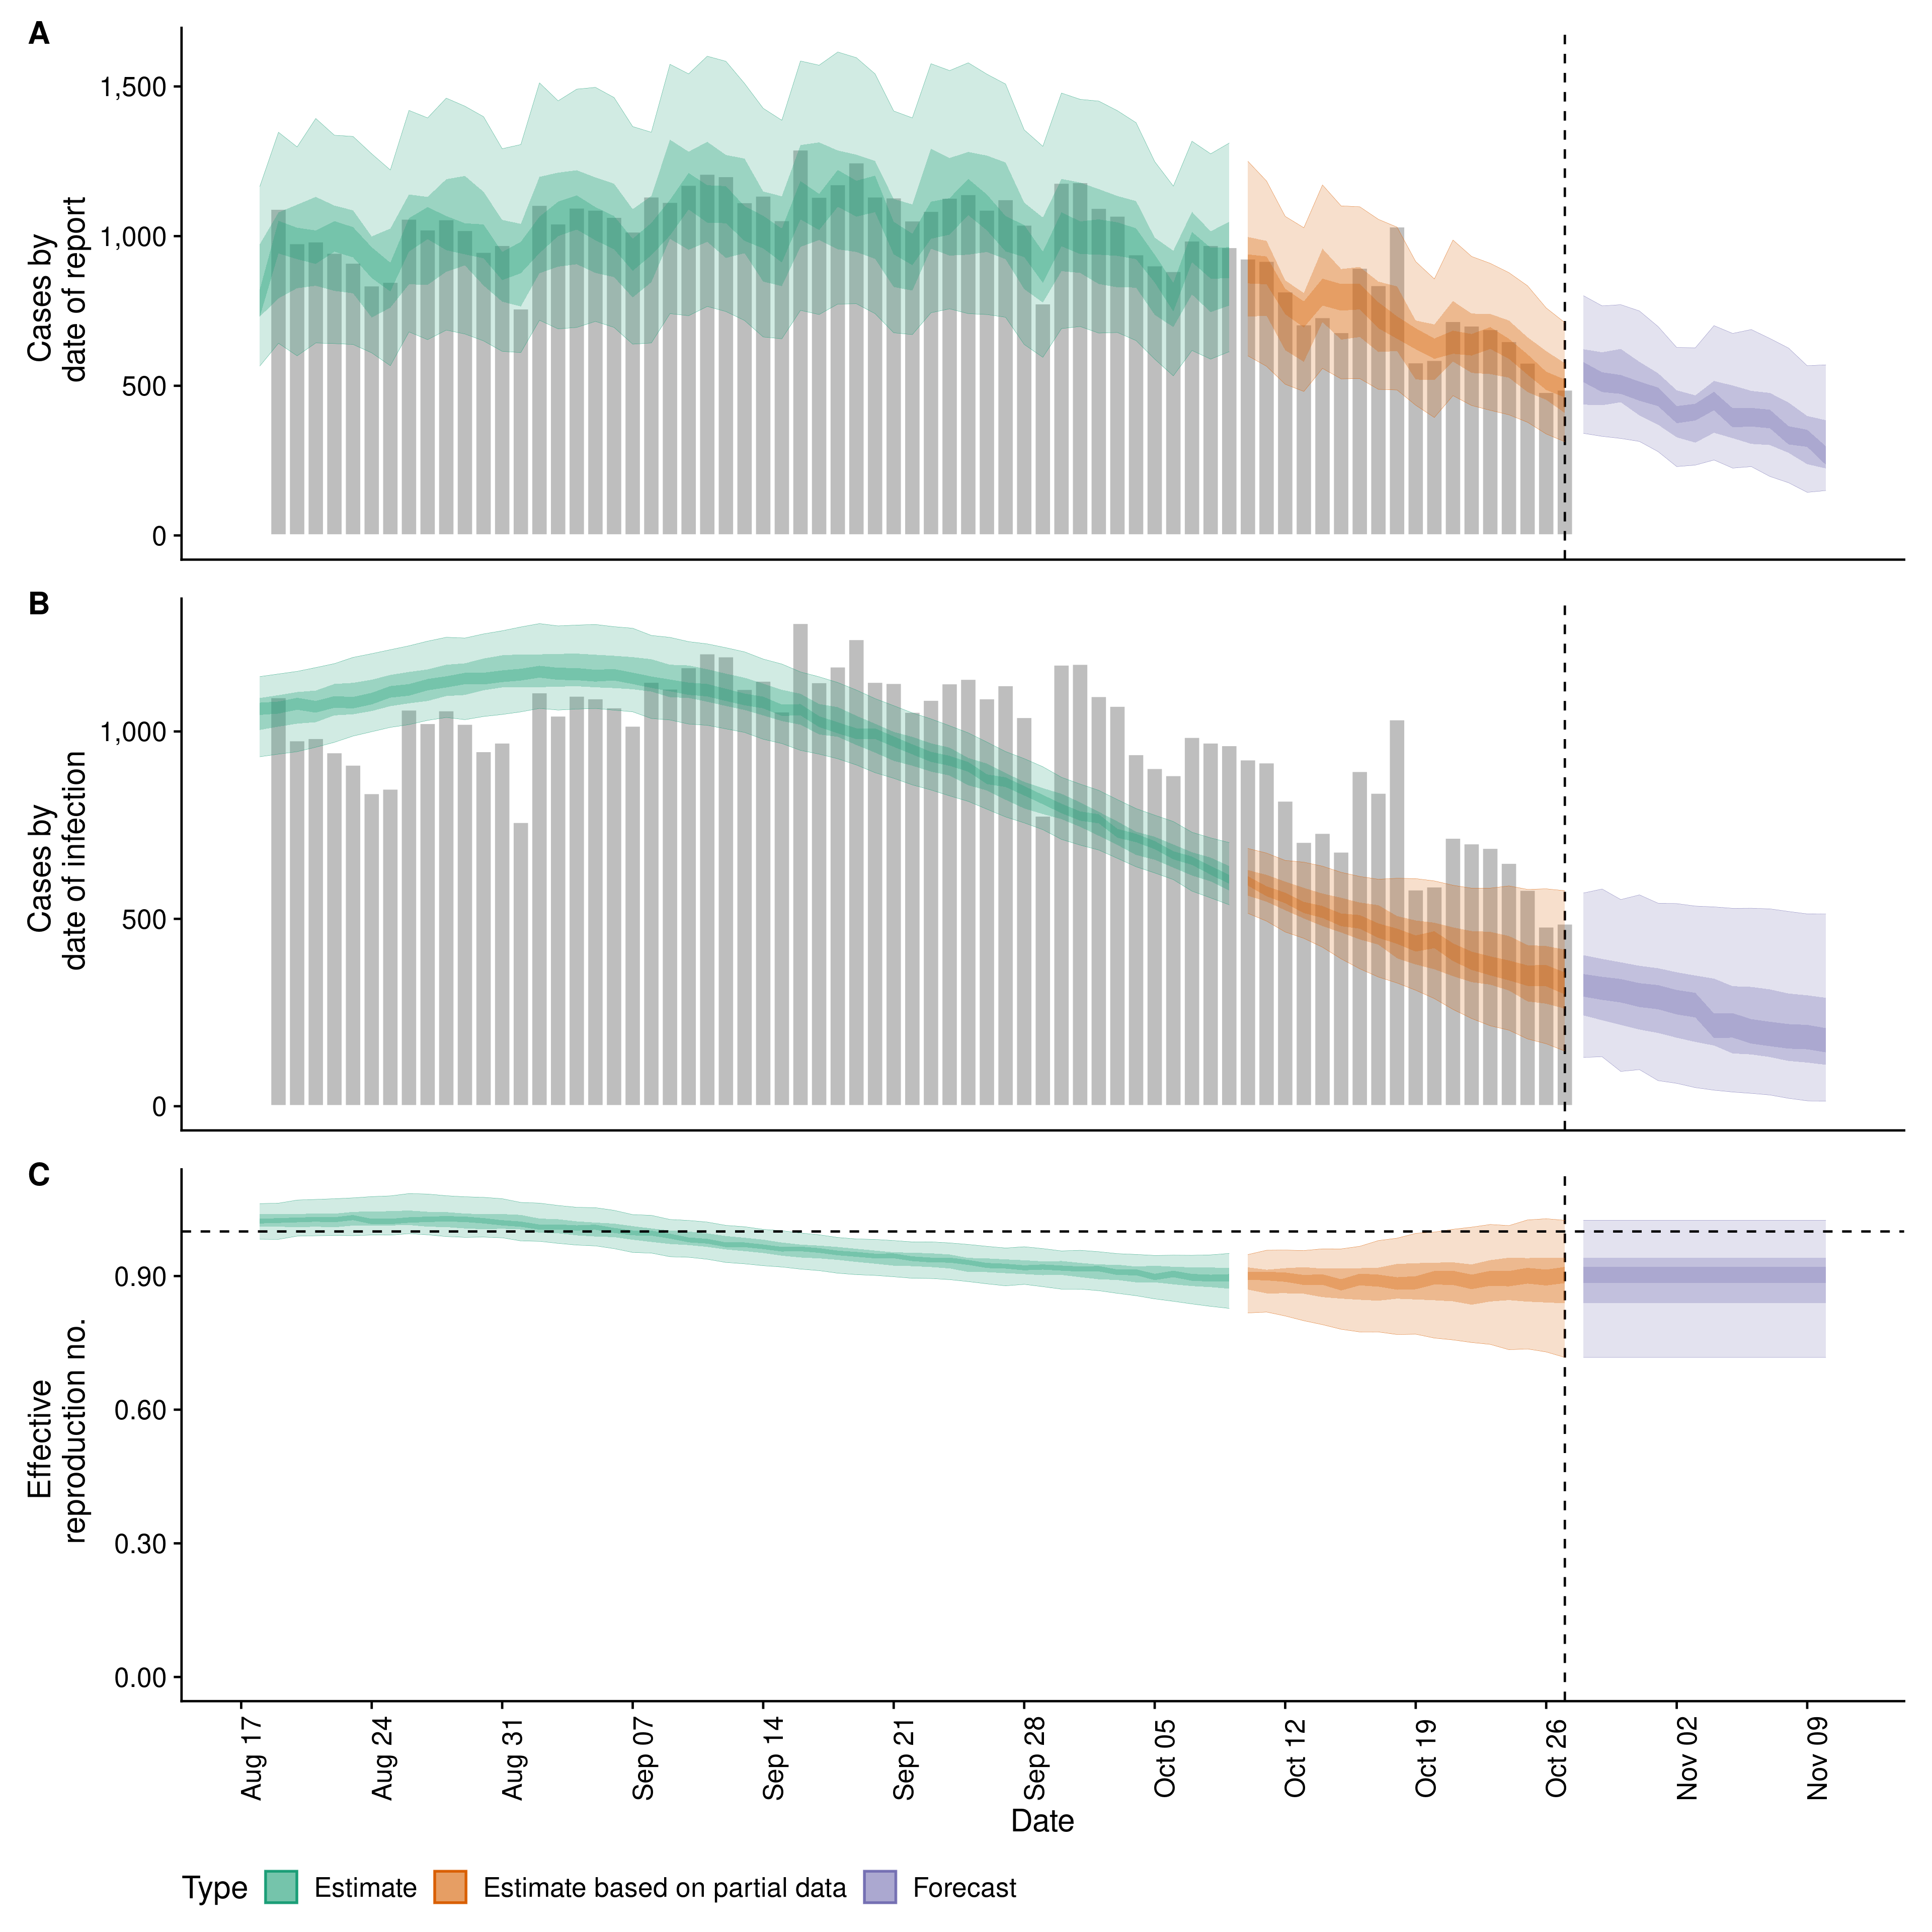 A
1,500
1,000
500
0
Cases by
date of report
B
1,000
500
0
Cases by
date of infection
C
0.90
0.60
0.30
0.00
Effective
reproduction no.
Aug 17
Aug 24
Aug 31
Sep 07
Sep 14
Sep 21
Sep 28
Oct 05
Oct 12
Oct 19
Oct 26
Nov 02
Nov 09
Date
Type Estimate Estimate based on partial data Forecast